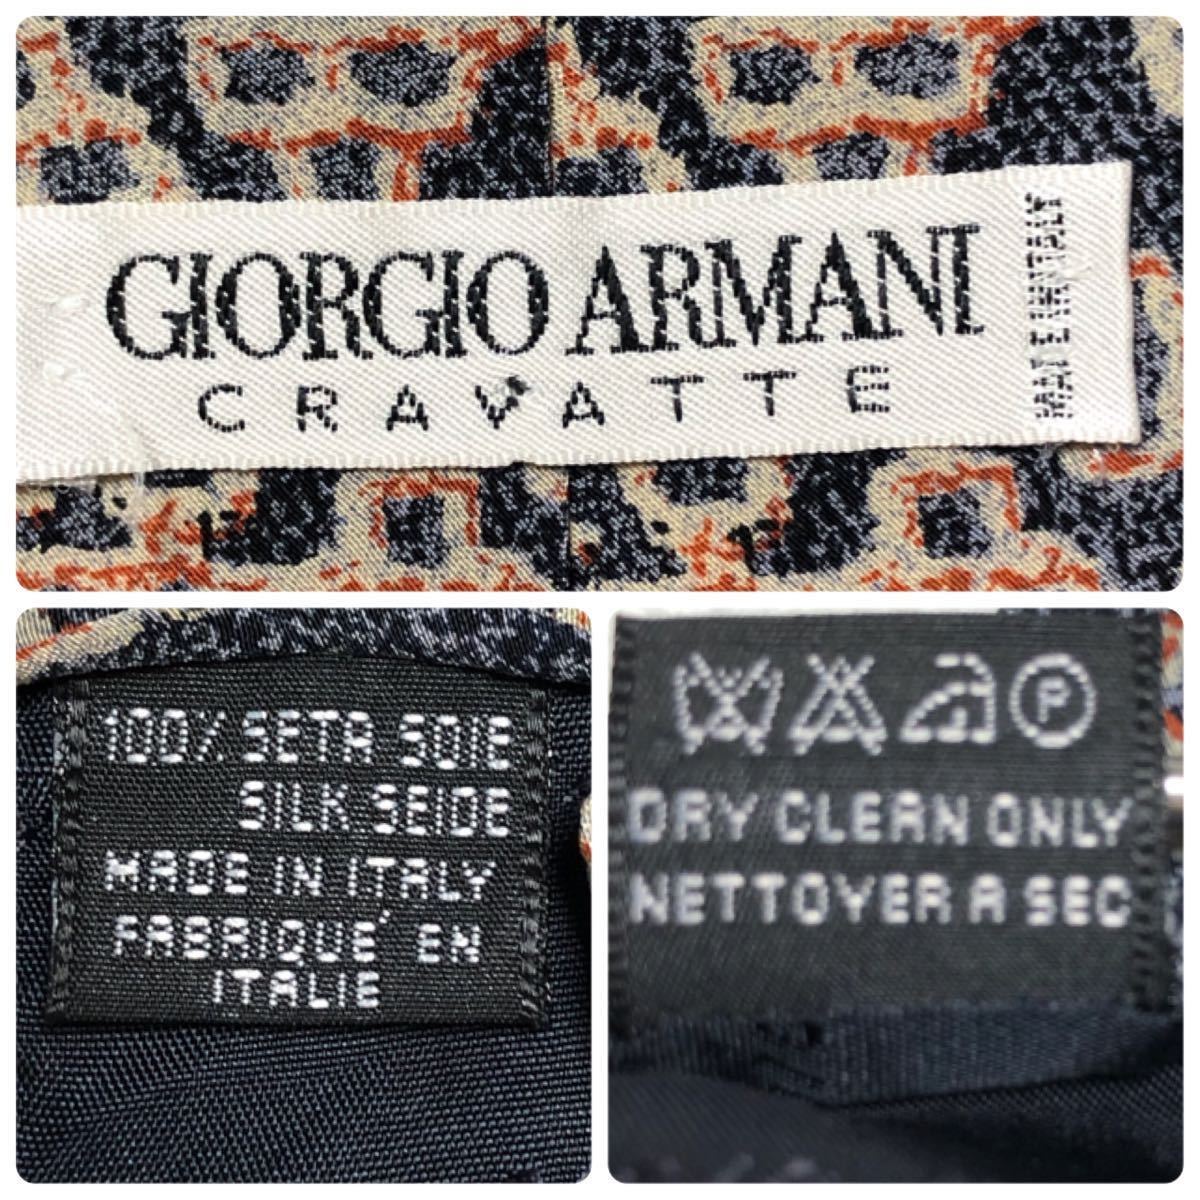 GIORGIO ARMANI
CRAVATTE
MADE IN ITALY
100% SETA SOIE
SILK SEIDE
MADE IN ITALY
FABRIQUE' EN
ITALIE
P
DRY CLEAN ONLY
NETTOYER A SEC